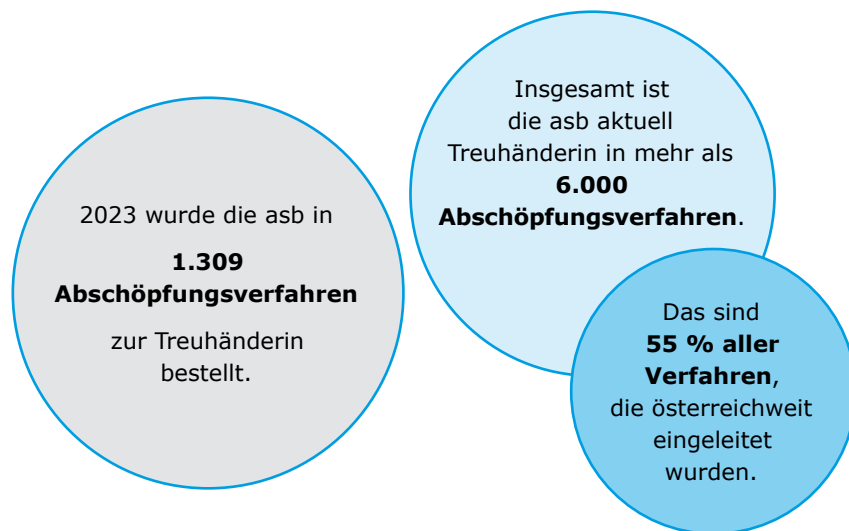 2023 wurde die asb in
1.309
Abschöpfungsverfahren
zur Treuhänderin
bestellt.
Insgesamt ist
die asb aktuell
Treuhänderin in mehr als
6.000
Abschöpfungsverfahren.
Das sind
55 % aller
Verfahren,
die österreichweit
eingeleitet
wurden.